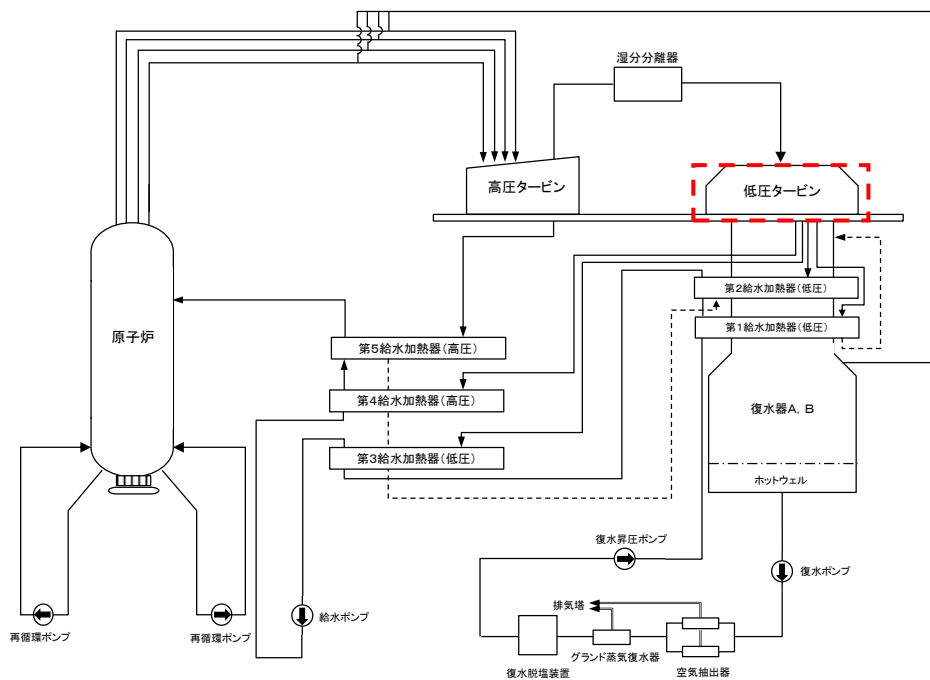 湿分分離器
高圧タービン
低圧タービン
原子炉
第2給水加熱器(低圧)
第1給水加熱器(低圧)
第5給水加熱器(高圧)
第4給水加熱器(高圧)
第3給水加熱器(低圧)
復水器A, B
ホットウェル
復水昇圧ポンプ
復水ポンプ
排気塔
給水ポンプ
再循環ポンプ
再循環ポンプ
グランド蒸気復水器
復水脱塩装置
空気抽出器